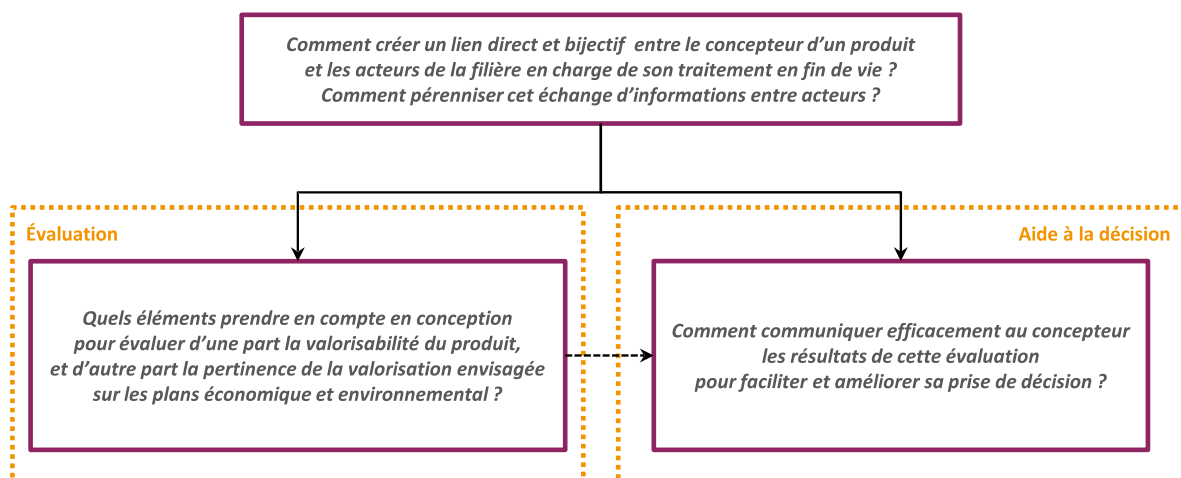 Comment créer un lien direct et bijectif entre le concepteur d’un produit
et les acteurs de la filière en charge de son traitement en fin de vie ?
Comment pérenniser cet échange d’informations entre acteurs ?
Évaluation
Quels éléments prendre en compte en conception
pour évaluer d’une part la valorisabilité du produit,
et d’autre part la pertinence de la valorisation envisagée
sur les plans économique et environnemental ?
Aide à la décision
Comment communiquer efficacement au concepteur
les résultats de cette évaluation
pour faciliter et améliorer sa prise de décision ?